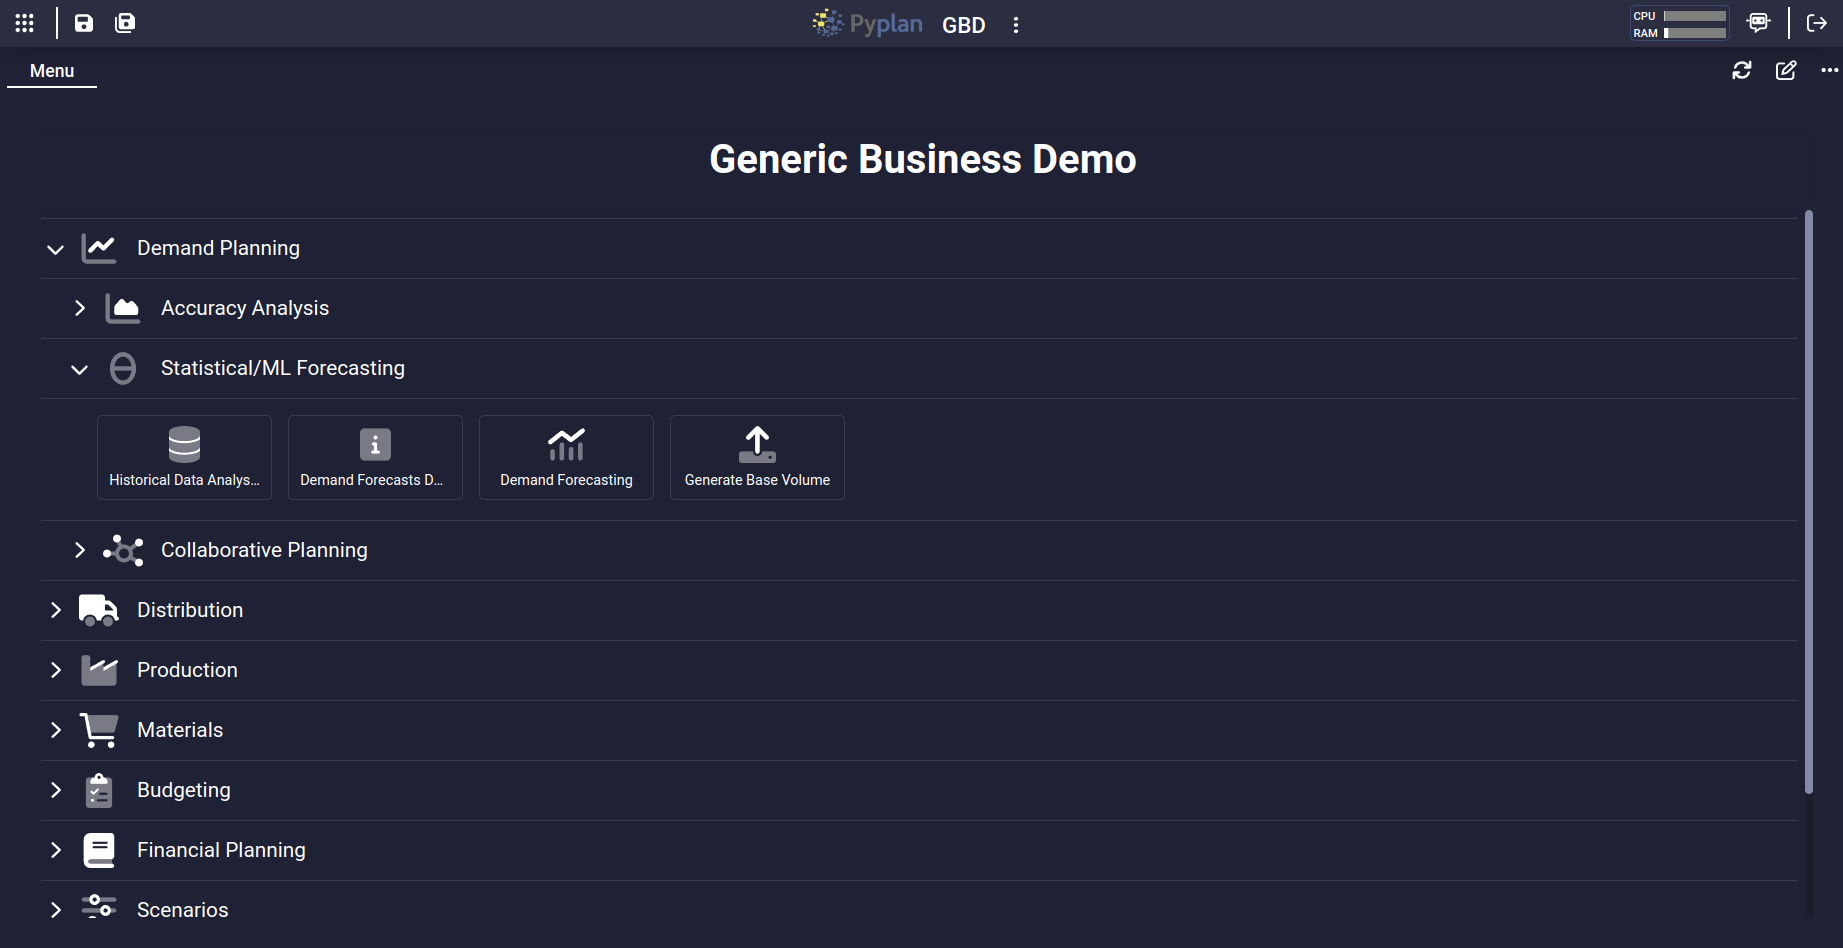 Pyplan GBD
CPU
RAM
Menu
Generic Business Demo
Demand Planning
Accuracy Analysis
Statistical/ML Forecasting
Historical Data Analys...
Demand Forecasts D...
Demand Forecasting
Generate Base Volume
Collaborative Planning
Distribution
Production
Materials
Budgeting
Financial Planning
Scenarios